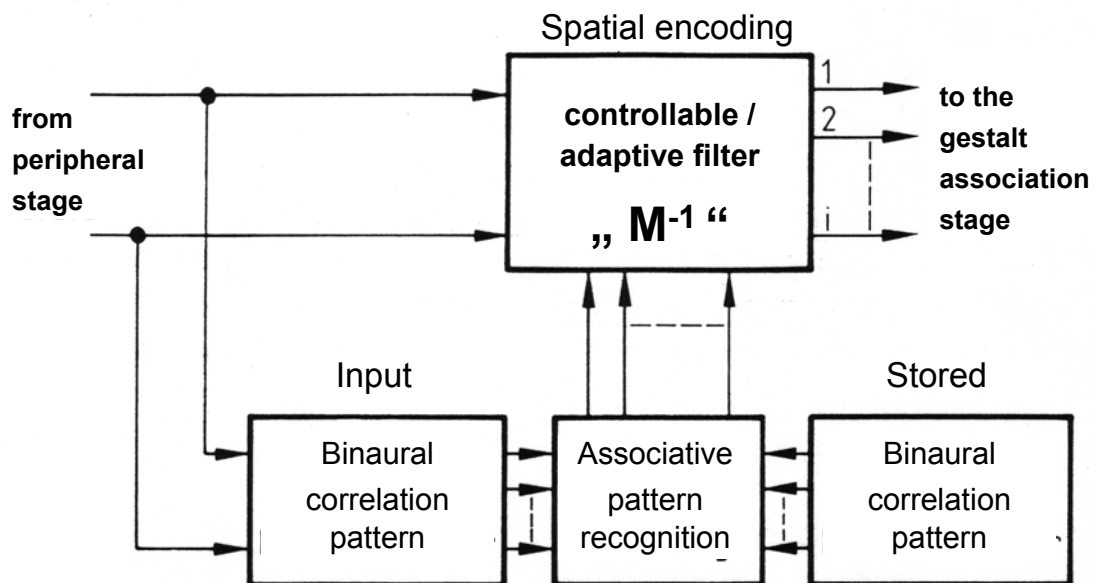 Spatial encoding
from
peripheral
stage
controllable /
adaptive filter
„ M⁻¹ “
1
2
i
to the
gestalt
association
stage
Input
Stored
Binaural
correlation
pattern
Associative
pattern
recognition
Binaural
correlation
pattern